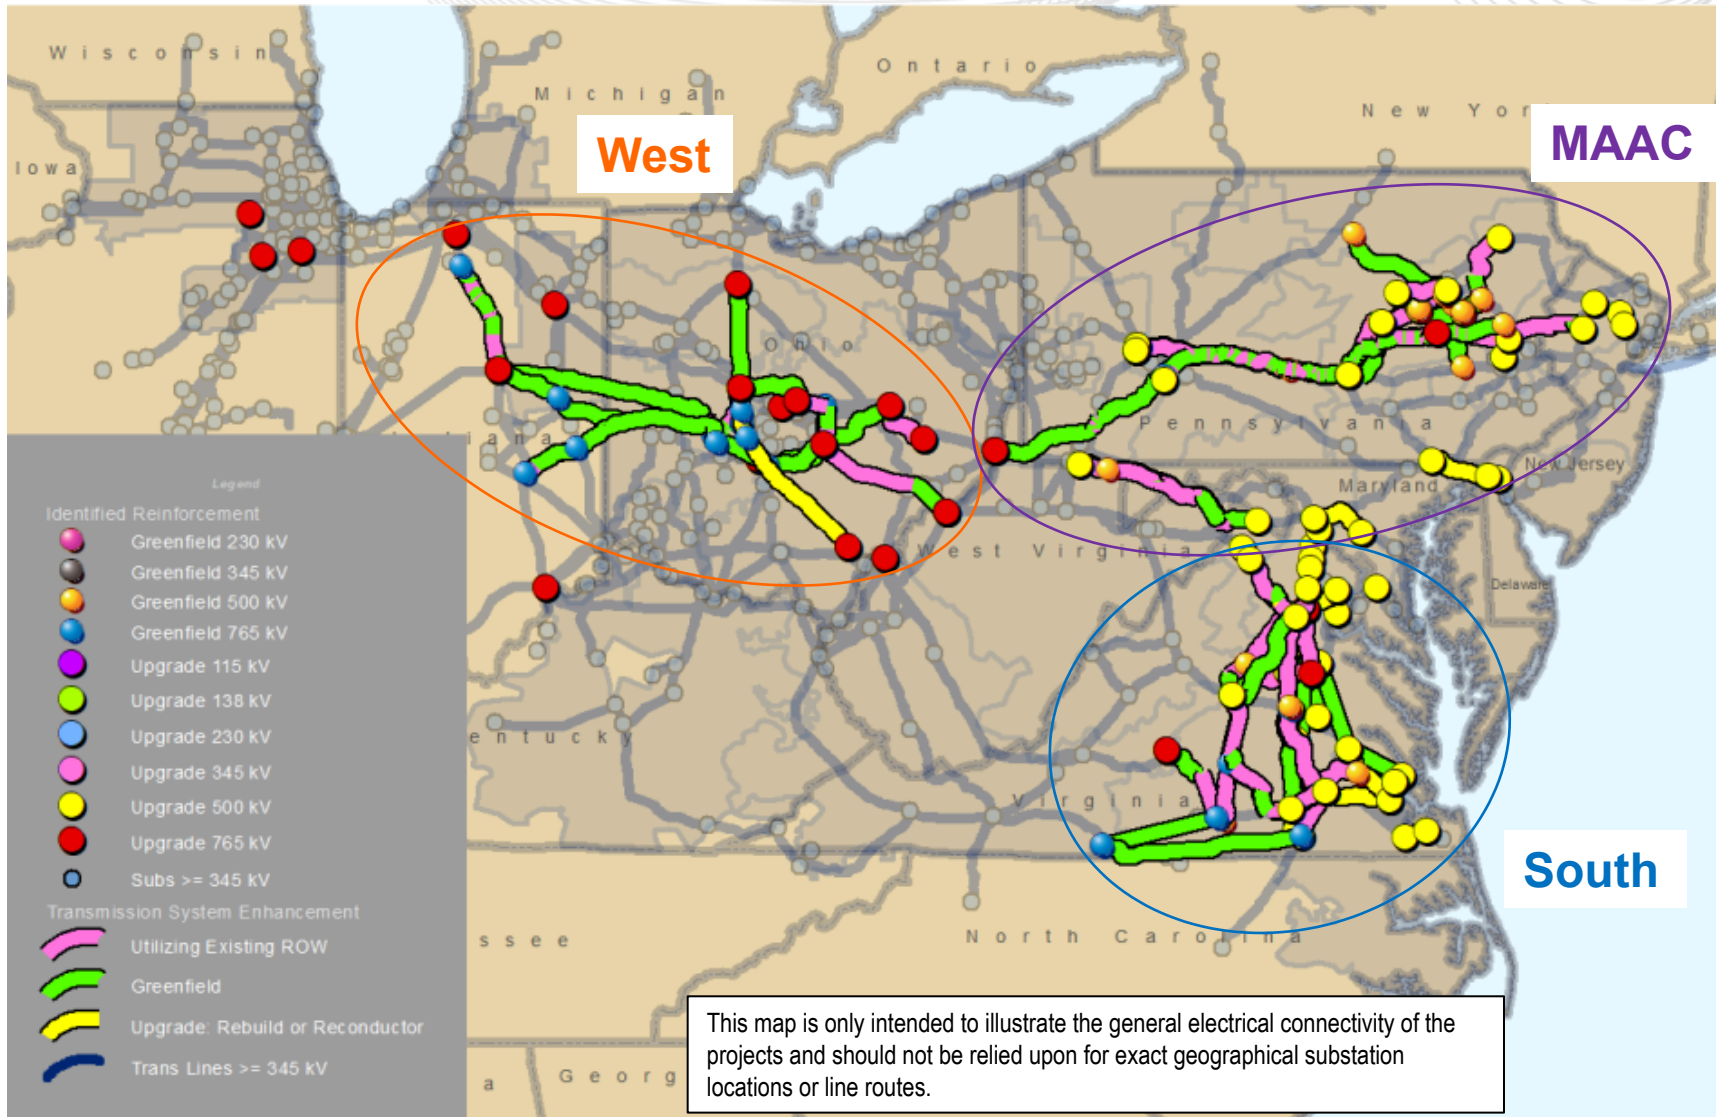 Wisconsin
Michigan
Ontario
New Yor
Iowa
West
MAAC
Ohio
Pennsylvania
New Jersey
Maryland
Delaware
West Virginia
diana
entucky
Virginia
South
ssee
North Carolina
a
Georg
Legend
Identified Reinforcement
Greenfield 230 kV
Greenfield 345 kV
Greenfield 500 kV
Greenfield 765 kV
Upgrade 115 kV
Upgrade 138 kV
Upgrade 230 kV
Upgrade 345 kV
Upgrade 500 kV
Upgrade 765 kV
Subs >= 345 kV
Transmission System Enhancement
Utilizing Existing ROW
Greenfield
Upgrade: Rebuild or Reconductor
Trans Lines >= 345 kV
This map is only intended to illustrate the general electrical connectivity of the
projects and should not be relied upon for exact geographical substation
locations or line routes.